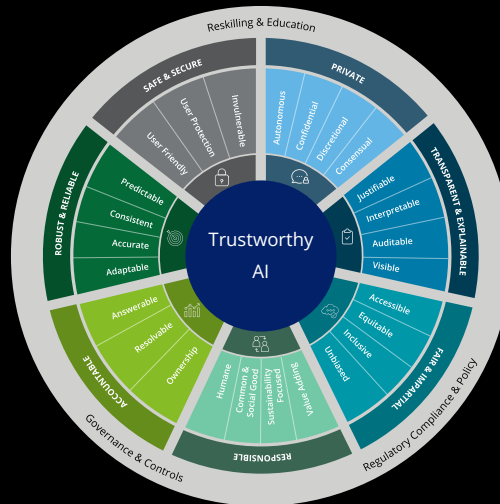 Reskilling & Education
SAFE & SECURE
User Friendly
User Protection
Invulnerable
PRIVATE
Autonomous
Confidential
Discretional
Consensual
TRANSPARENT & EXPLAINABLE
Justifiable
Interpretable
Auditable
Visible
FAIR & IMPARTIAL
Accessible
Equitable
Inclusive
Unbiased
RESPONSIBLE
Humane
Common &
Social Good
Sustainability
Focused
Value Adding
ACCOUNTABLE
Answerable
Resolvable
Ownership
ROBUST & RELIABLE
Predictable
Consistent
Accurate
Adaptable
Trustworthy
AI
Governance & Controls
Regulatory Compliance & Policy